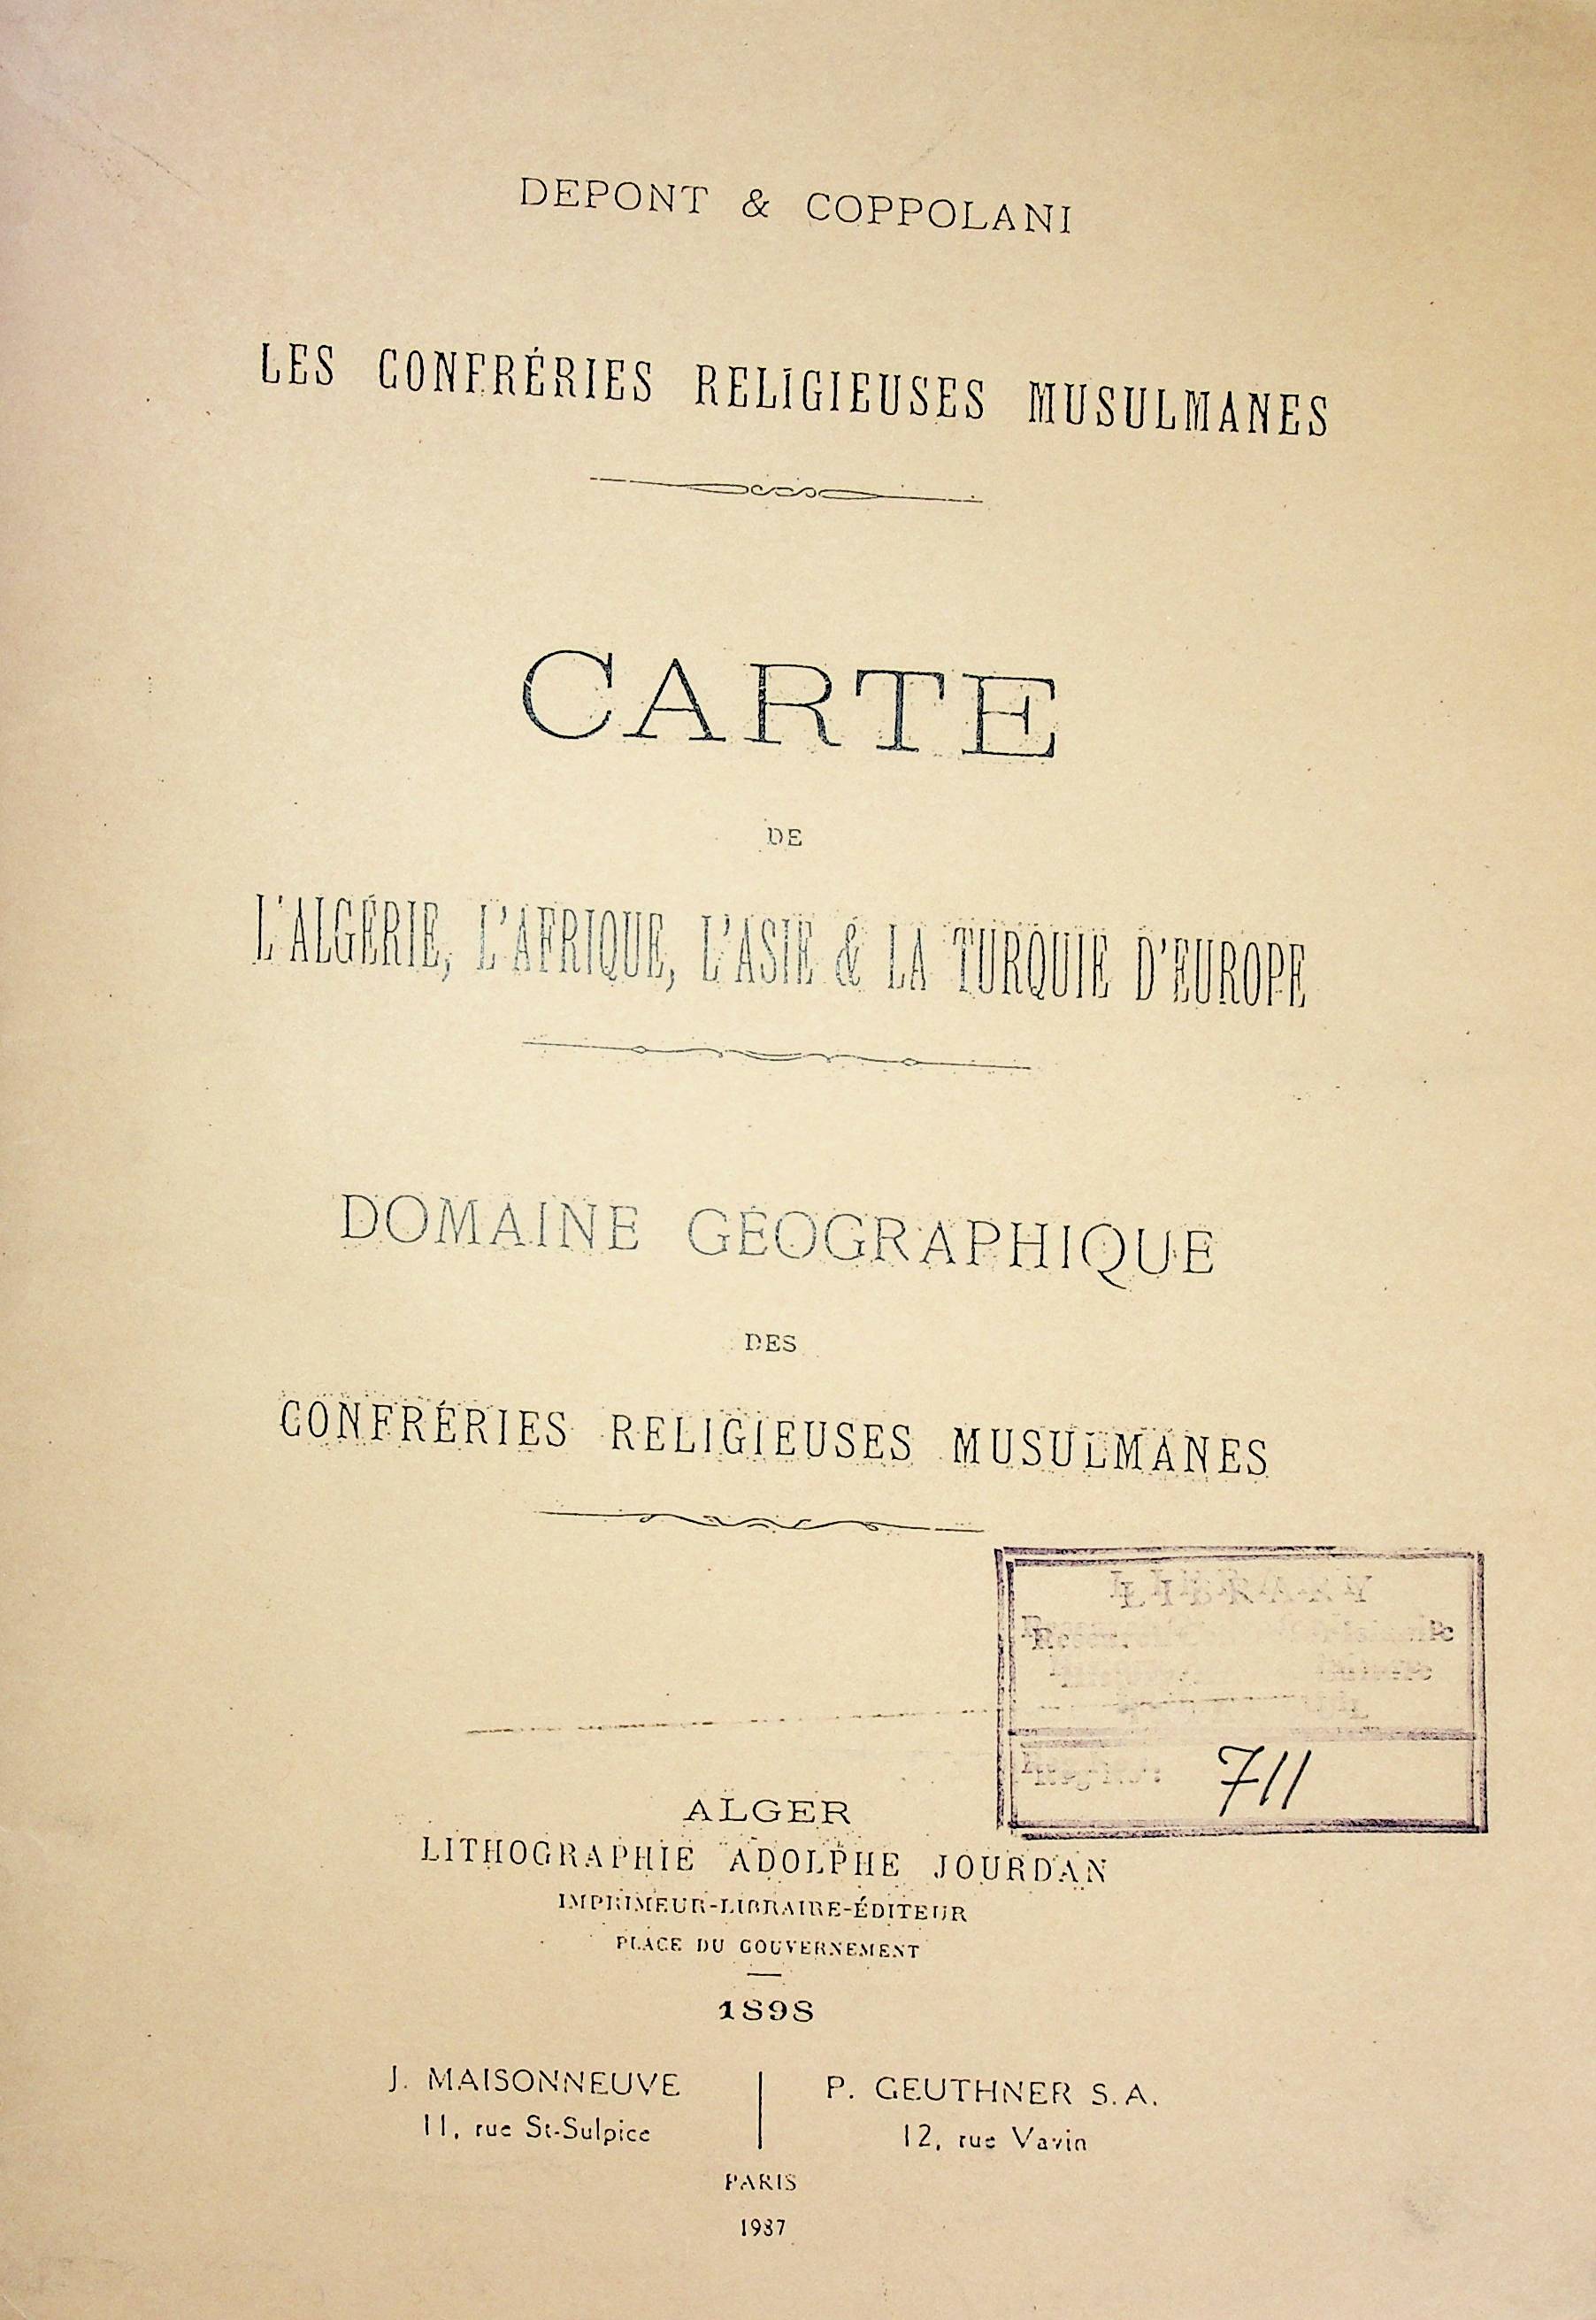 DEPONT & COPPOLANI
LES CONFRÉRIES RELIGIEUSES MUSULMANES
CARTE
DE
L'ALGÉRIE, L'AFRIQUE, L'ASIE & LA TURQUIE D'EUROPE
DOMAINE GÉOGRAPHIQUE
DES
CONFRÉRIES RELIGIEUSES MUSULMANES
LIBRARY
711
ALGER
LITHOGRAPHIE ADOLPHE JOURDAN
IMPRIMEUR-LIBRAIRE-ÉDITEUR
PLACE DU GOUVERNEMENT
1898
J. MAISONNEUVE
11, rue St-Sulpice
P. GEUTHNER S.A.
12, rue Vavin
PARIS
1987